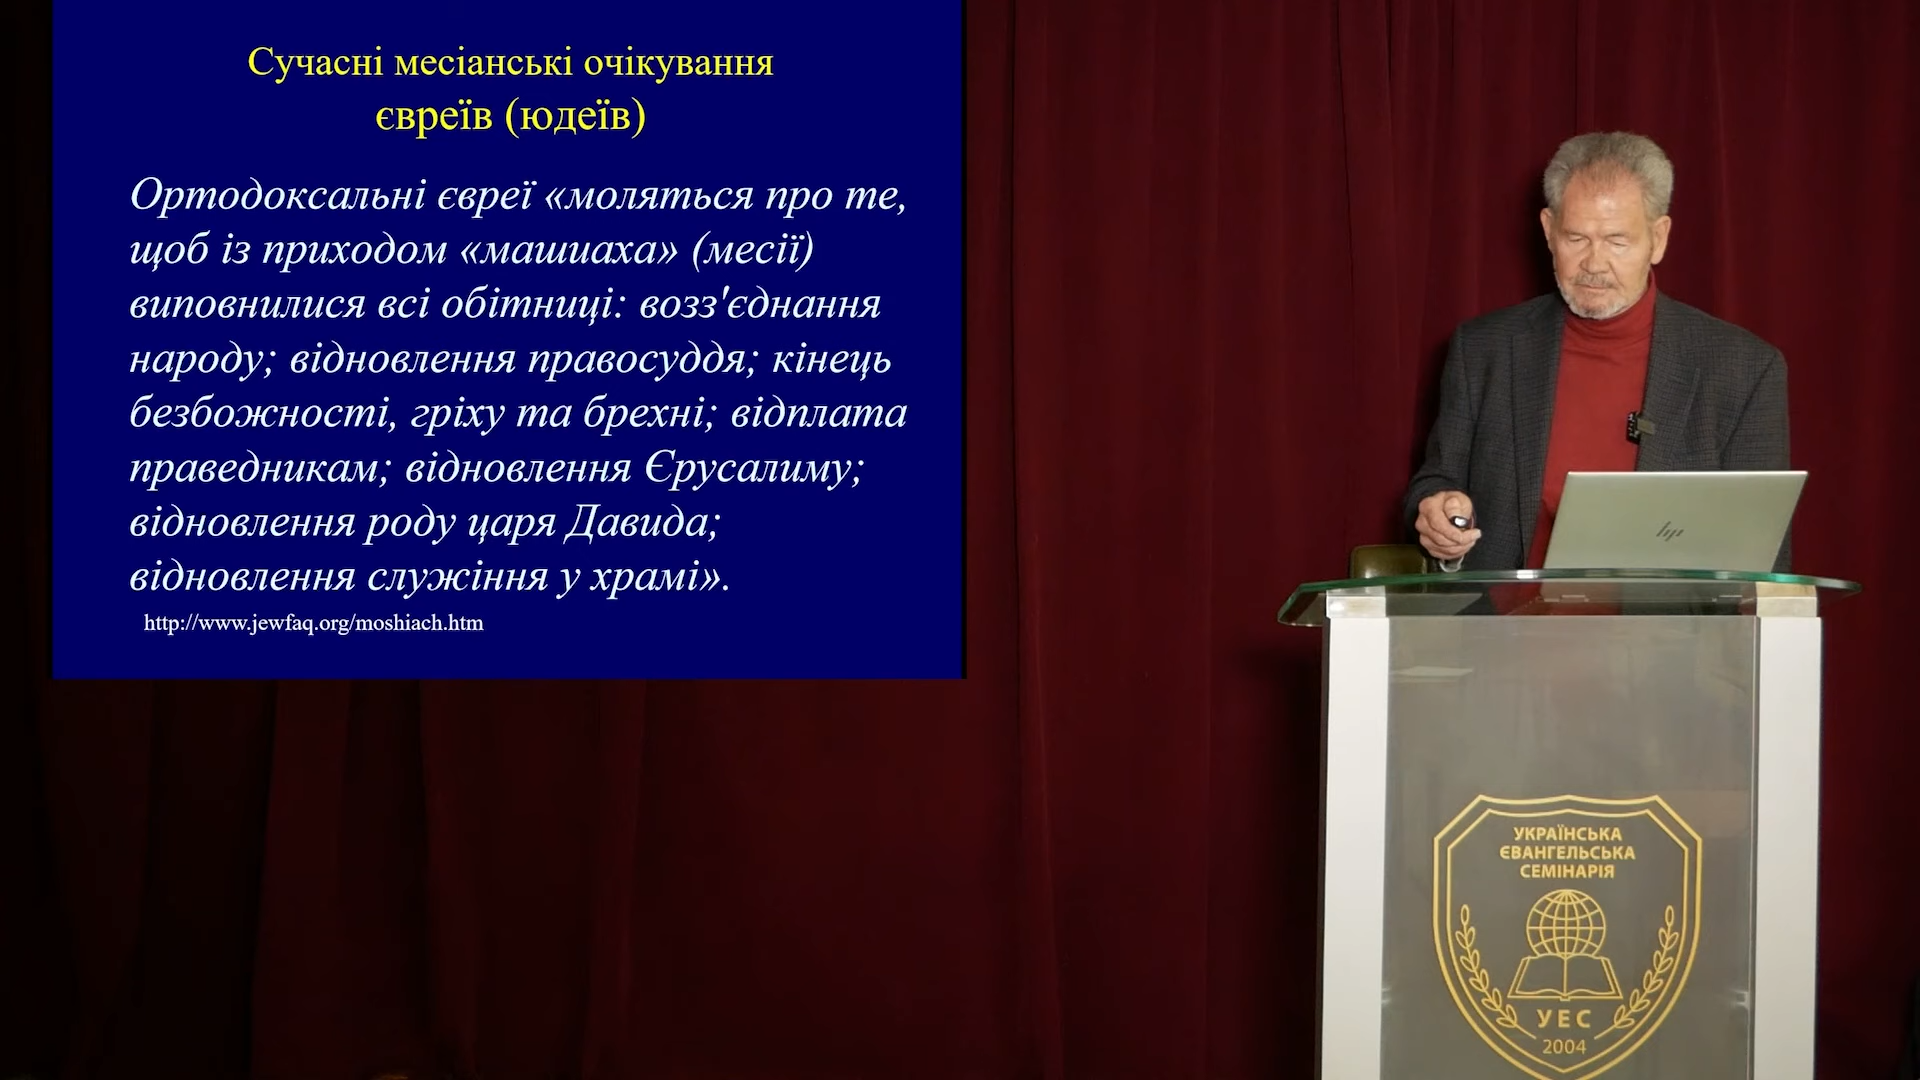 Сучасні месіанські очікування
євреїв (юдеїв)
Ортодоксальні євреї «моляться про те,
щоб із приходом «машиаха» (месії)
виповнилися всі обітниці: возз'єднання
народу; відновлення правосуддя; кінець
безбожності, гріху та брехні; відплата
праведникам; відновлення Єрусалиму;
відновлення роду царя Давида;
відновлення служіння у храмі».
http://www.jewfaq.org/moshiach.htm
hp
УКРАЇНСЬКА
ЄВАНГЕЛЬСЬКА
СЕМІНАРІЯ
УЕС
2004